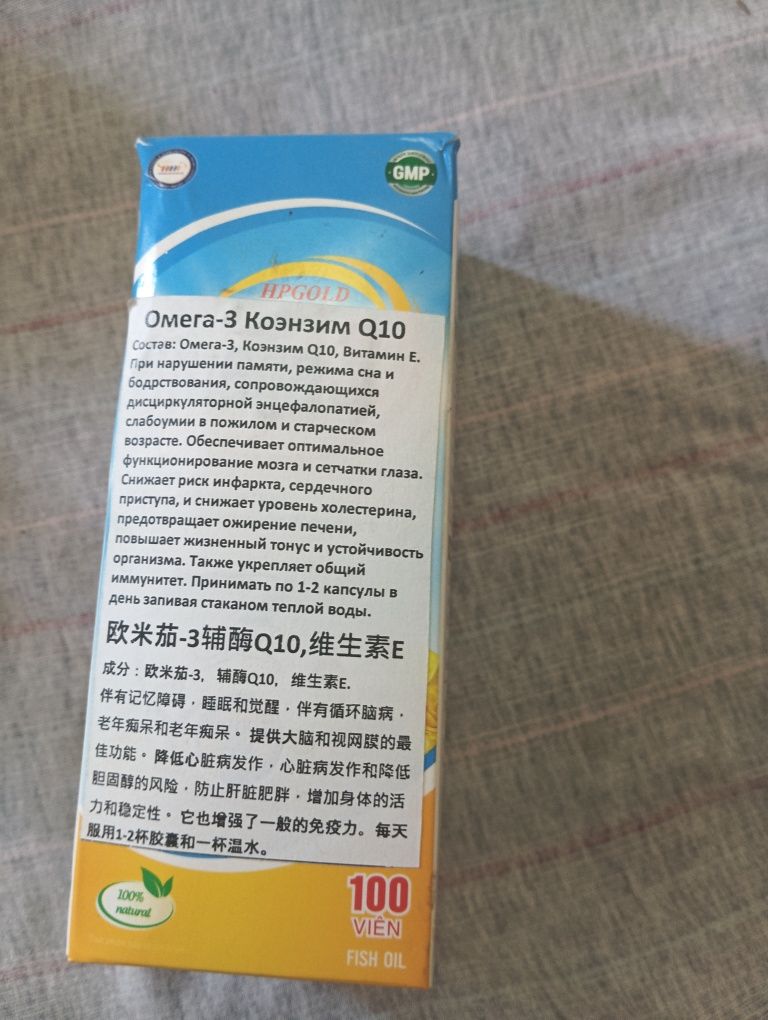 GMP
HPGOLD
Омега-3 Коэнзим Q10
Состав: Омега-3, Коэнзим Q10, Витамин Е.
При нарушении памяти, режима сна и
бодрствования, сопровождающихся
дисциркуляторной энцефалопатией,
слабоумии в пожилом и старческом
возрасте. Обеспечивает оптимальное
функционирование мозга и сетчатки глаза.
Снижает риск инфаркта, сердечного
приступа, и снижает уровень холестерина,
предотвращает ожирение печени,
повышает жизненный тонус и устойчивость
организма. Также укрепляет общий
иммунитет. Принимать по 1-2 капсулы в
день запивая стаканом теплой воды.
欧米茄-3辅酶Q10,维生素E
成分：欧米茄-3, 辅酶Q10, 维生素E.
伴有记忆障碍，睡眠和觉醒，伴有循环脑病，
老年痴呆和老年痴呆。提供大脑和视网膜的最
佳功能。降低心脏病发作，心脏病发作和降低
胆固醇的风险，防止肝脏肥胖，增加身体的活
力和稳定性。它也增强了一般的免疫力。每天
服用1-2杯胶囊和一杯温水。
100%
natural
100
VIÊN
FISH OIL